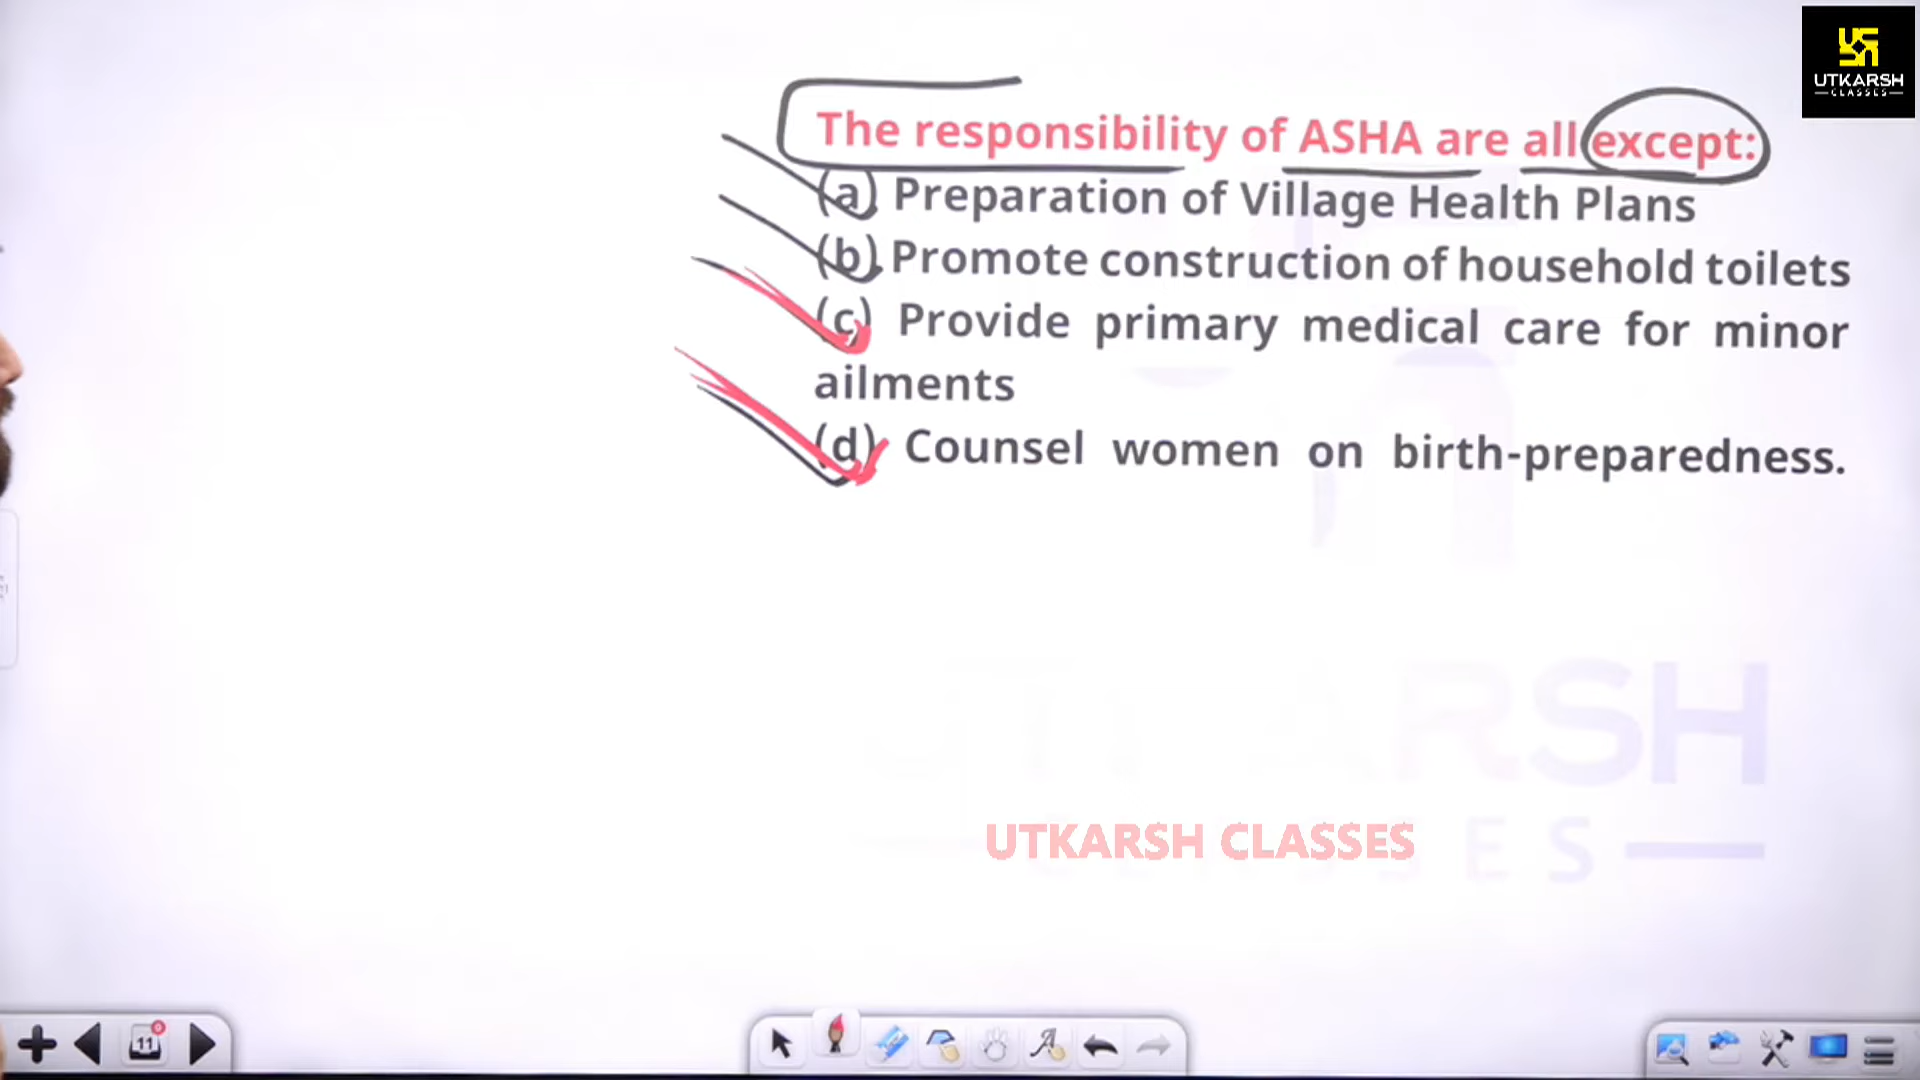 UTKARSH
CLASSES
The responsibility of ASHA are all except:
(a) Preparation of Village Health Plans
(b) Promote construction of household toilets
(c) Provide primary medical care for minor
ailments
(d) Counsel women on birth-preparedness.
UTKARSH CLASSES
11